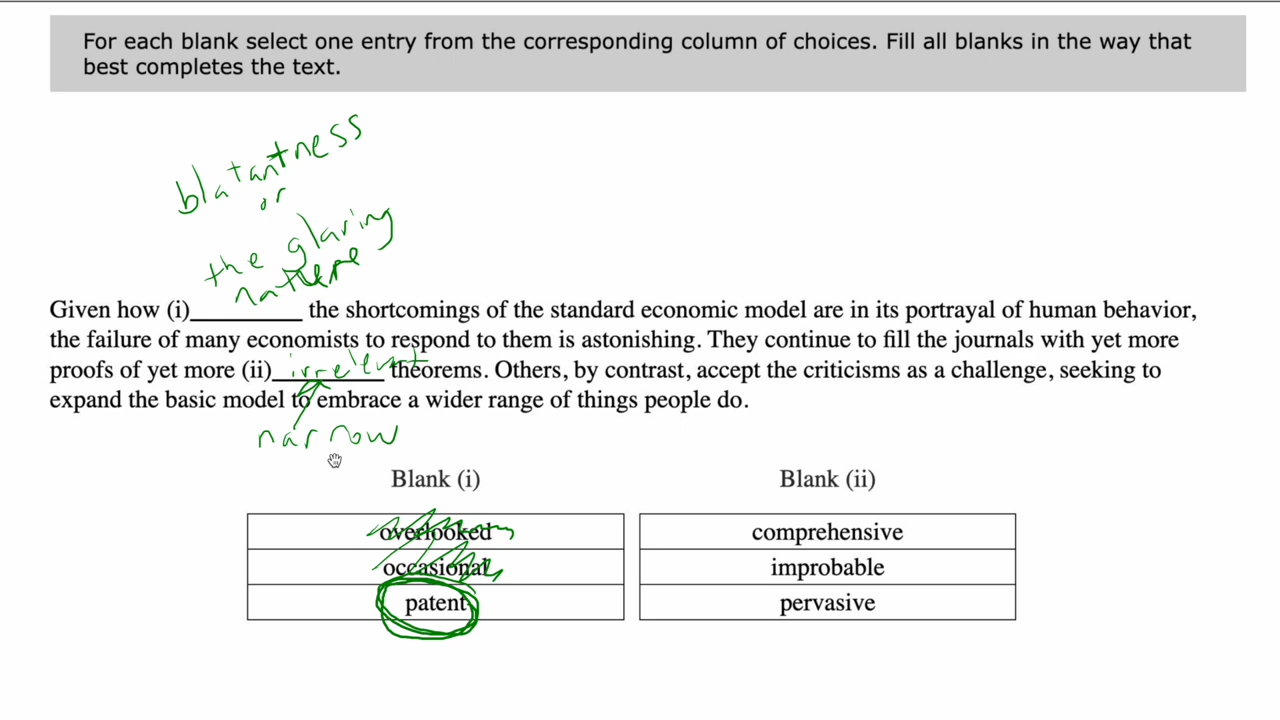 For each blank select one entry from the corresponding column of choices. Fill all blanks in the way that
best completes the text.
blatantness
or
the glaring
nature
Given how (i)__________ the shortcomings of the standard economic model are in its portrayal of human behavior,
the failure of many economists to respond to them is astonishing. They continue to fill the journals with yet more
irrelevant
proofs of yet more (ii)__________ theorems. Others, by contrast, accept the criticisms as a challenge, seeking to
expand the basic model to embrace a wider range of things people do.
narrow
Blank (i) Blank (ii)
overlooked comprehensive
occasional improbable
patent pervasive